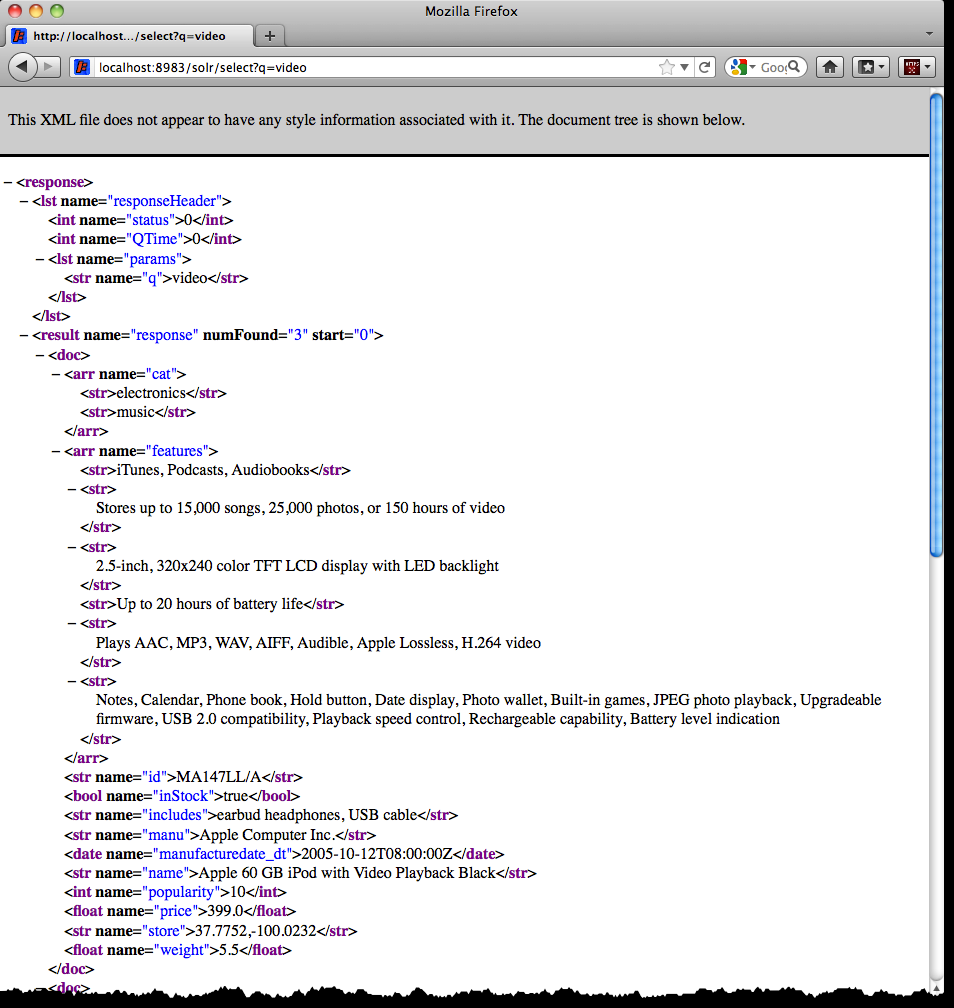 Mozilla Firefox
http://localhost.../select?q=video
localhost:8983/solr/select?q=video
Goo
This XML file does not appear to have any style information associated with it. The document tree is shown below.
– <response>
– <lst name="responseHeader">
<int name="status">0</int>
<int name="QTime">0</int>
– <lst name="params">
<str name="q">video</str>
</lst>
</lst>
– <result name="response" numFound="3" start="0">
– <doc>
– <arr name="cat">
<str>electronics</str>
<str>music</str>
</arr>
– <arr name="features">
<str>iTunes, Podcasts, Audiobooks</str>
– <str>
Stores up to 15,000 songs, 25,000 photos, or 150 hours of video
</str>
– <str>
2.5-inch, 320x240 color TFT LCD display with LED backlight
</str>
<str>Up to 20 hours of battery life</str>
– <str>
Plays AAC, MP3, WAV, AIFF, Audible, Apple Lossless, H.264 video
</str>
– <str>
Notes, Calendar, Phone book, Hold button, Date display, Photo wallet, Built-in games, JPEG photo playback, Upgradeable
firmware, USB 2.0 compatibility, Playback speed control, Rechargeable capability, Battery level indication
</str>
</arr>
<str name="id">MA147LL/A</str>
<bool name="inStock">true</bool>
<str name="includes">earbud headphones, USB cable</str>
<str name="manu">Apple Computer Inc.</str>
<date name="manufacturedate_dt">2005-10-12T08:00:00Z</date>
<str name="name">Apple 60 GB iPod with Video Playback Black</str>
<int name="popularity">10</int>
<float name="price">399.0</float>
<str name="store">37.7752,-100.0232</str>
<float name="weight">5.5</float>
</doc>
– <doc>